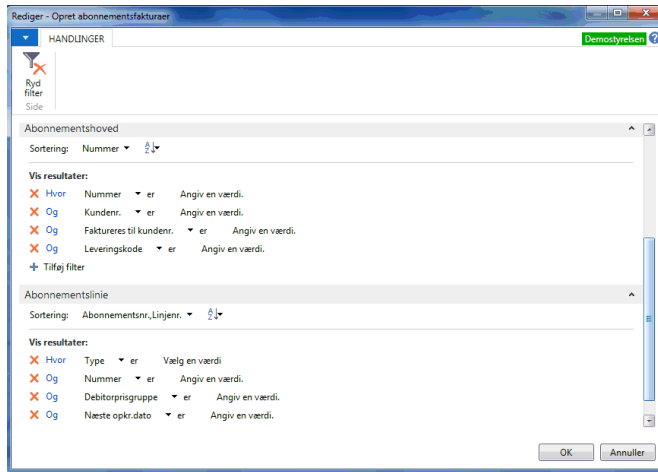 Rediger - Opret abonnementsfakturaer
HANDLINGER
Demostyrelsen
Ryd
filter
Side
Abonnementshoved
Sortering: Nummer
Vis resultater:
Hvor Nummer er Angiv en værdi.
Og Kundenr. er Angiv en værdi.
Og Faktureres til kundenr. er Angiv en værdi.
Og Leveringskode er Angiv en værdi.
Tilføj filter
Abonnementslinie
Sortering: Abonnementsnr.,Linjenr.
Vis resultater:
Hvor Type er Vælg en værdi
Og Nummer er Angiv en værdi.
Og Debitorprisgruppe er Angiv en værdi.
Og Næste opkr.dato er Angiv en værdi.
OK Annuller